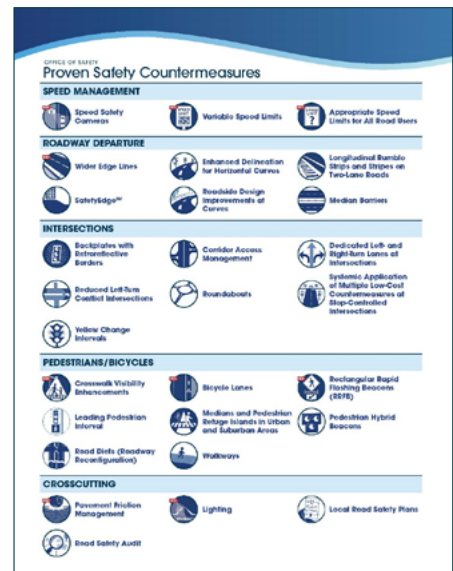 OFFICE OF SAFETY
Proven Safety Countermeasures
SPEED MANAGEMENT
Speed Safety
Cameras
Variable Speed Limits
Appropriate Speed
Limits for All Road Users
ROADWAY DEPARTURE
Wider Edge Lines
Enhanced Delineation
for Horizontal Curves
Longitudinal Rumble
Strips and Stripes on
Two-Lane Roads
SafetyEdge℠
Roadside Design
Improvements at
Curves
Median Barriers
INTERSECTIONS
Backplates with
Retroreflective
Borders
Corridor Access
Management
Dedicated Left- and
Right-Turn Lanes at
Intersections
Reduced Left-Turn
Conflict Intersections
Roundabouts
Systemic Application
of Multiple Low-Cost
Countermeasures at
Stop-Controlled
Intersections
Yellow Change
Intervals
PEDESTRIANS/BICYCLES
Crosswalk Visibility
Enhancements
Bicycle Lanes
Rectangular Rapid
Flashing Beacons
(RRFB)
Leading Pedestrian
Interval
Medians and Pedestrian
Refuge Islands in Urban
and Suburban Areas
Pedestrian Hybrid
Beacons
Road Diets (Roadway
Reconfiguration)
Walkways
CROSSCUTTING
Pavement Friction
Management
Lighting
Local Road Safety Plans
Road Safety Audit